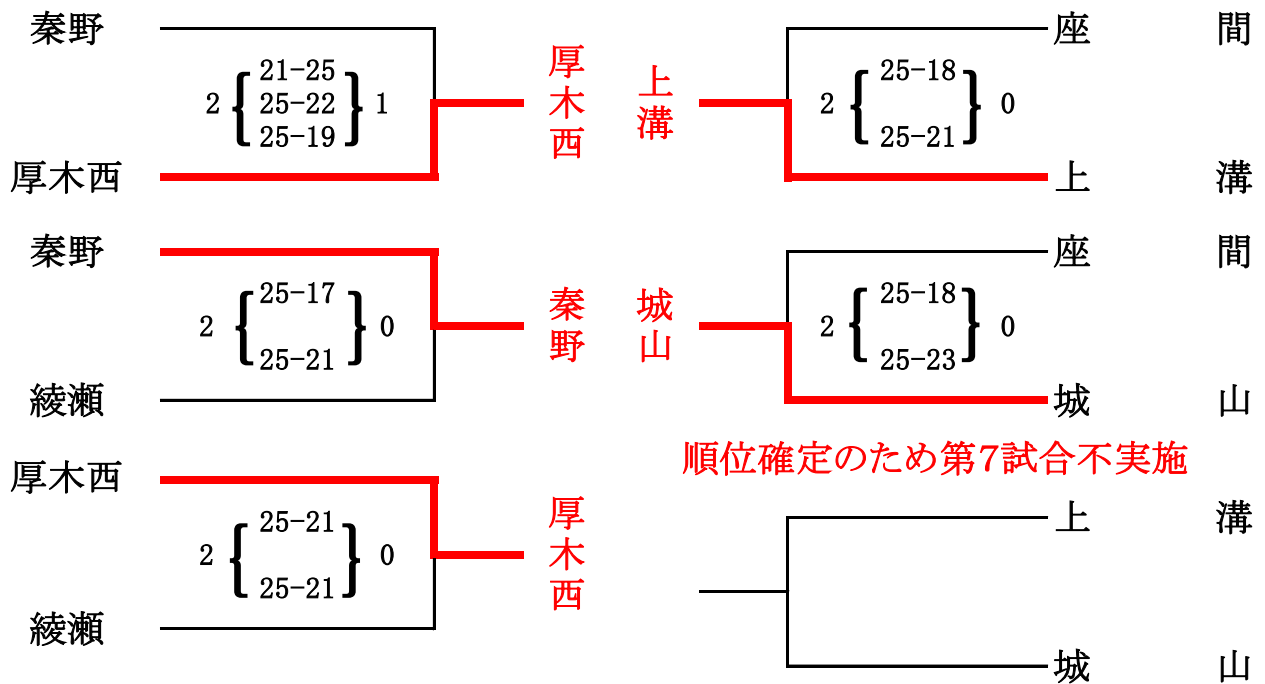 秦野
2 { 21-25 25-22 25-19 } 1
厚木西
厚木西
秦野
2 { 25-17 25-21 } 0
綾瀬
秦野
厚木西
2 { 25-21 25-21 } 0
綾瀬
厚木西
座間
2 { 25-18 25-21 } 0
上溝
上溝
座間
2 { 25-18 25-23 } 0
城山
城山
順位確定のため第7試合不実施
上溝
城山